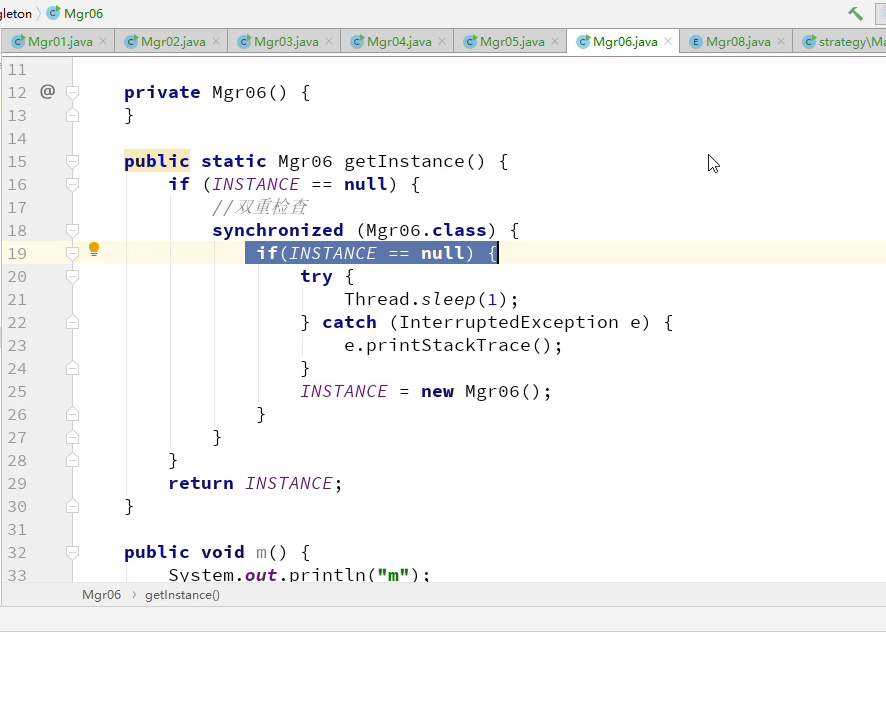 gleton Mgr06
Mgr01.java Mgr02.java Mgr03.java Mgr04.java Mgr05.java Mgr06.java Mgr08.java strategy\Ma
11
12 @ private Mgr06() {
13 }
14
15 public static Mgr06 getInstance() {
16 if (INSTANCE == null) {
17 //双重检查
18 synchronized (Mgr06.class) {
19 if(INSTANCE == null) {
20 try {
21 Thread.sleep(1);
22 } catch (InterruptedException e) {
23 e.printStackTrace();
24 }
25 INSTANCE = new Mgr06();
26 }
27 }
28 }
29 return INSTANCE;
30 }
31
32 public void m() {
33 System.out.println("m");
Mgr06 › getInstance()